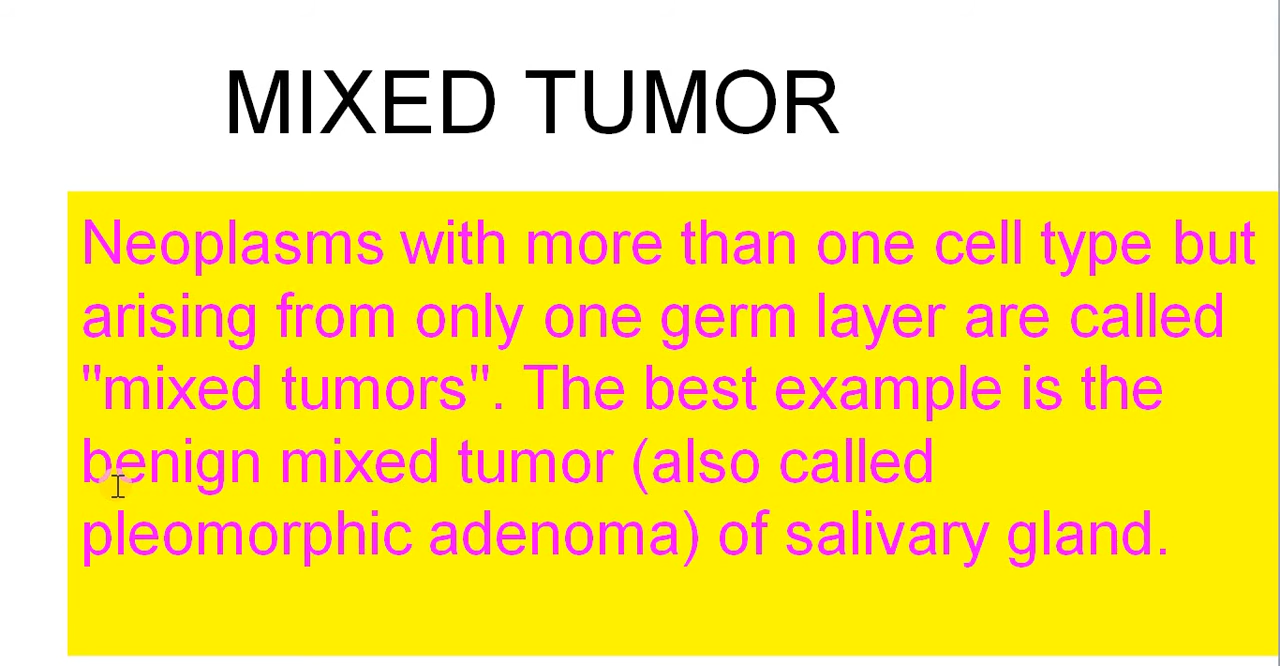 MIXED TUMOR
Neoplasms with more than one cell type but
arising from only one germ layer are called
"mixed tumors". The best example is the
benign mixed tumor (also called
pleomorphic adenoma) of salivary gland.